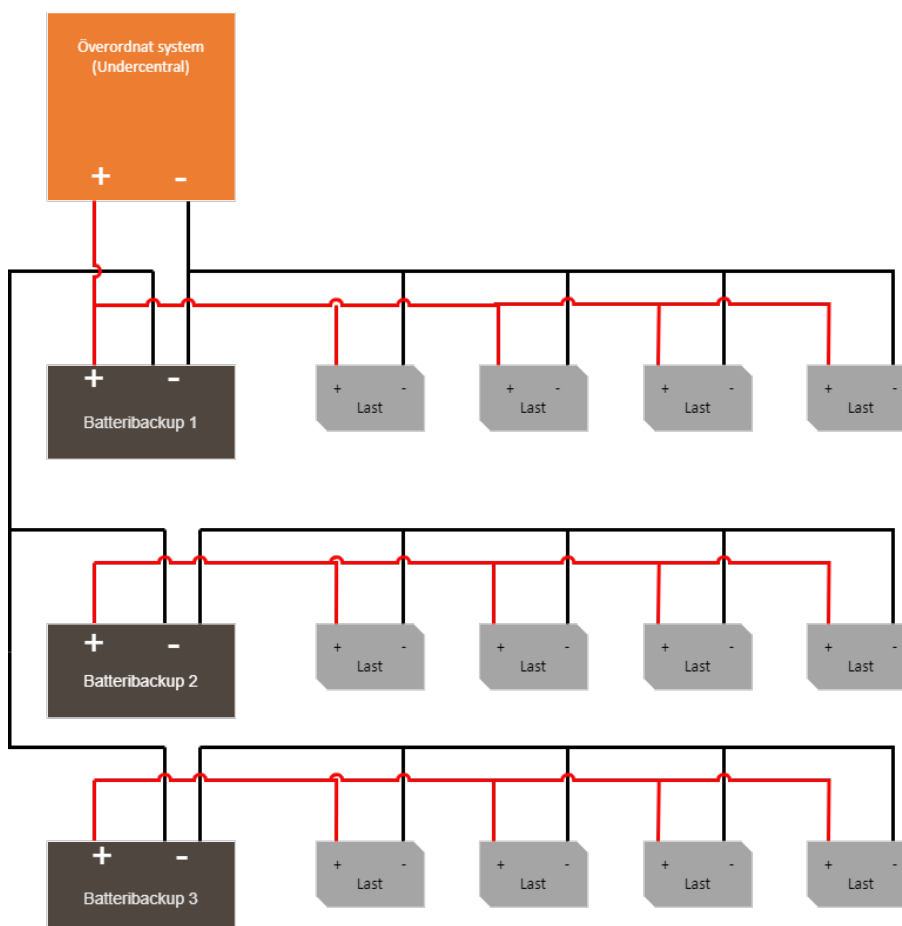 Överordnat system
(Undercentral)
+ -
+ -
Batteribackup 1
+ -
Last
+ -
Last
+ -
Last
+ -
Last
+ -
Batteribackup 2
+ -
Last
+ -
Last
+ -
Last
+ -
Last
+ -
Batteribackup 3
+ -
Last
+ -
Last
+ -
Last
+ -
Last